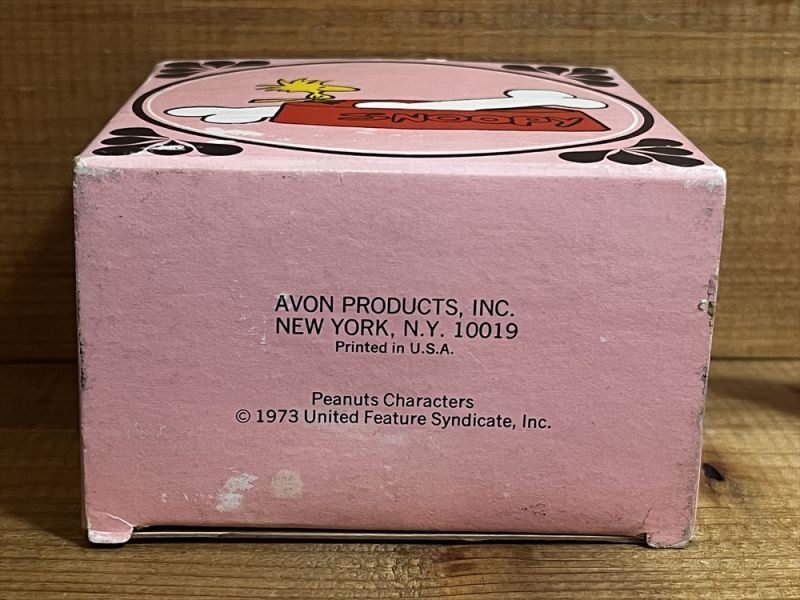 SNOOPY
AVON PRODUCTS, INC.
NEW YORK, N.Y. 10019
Printed in U.S.A.
Peanuts Characters
© 1973 United Feature Syndicate, Inc.